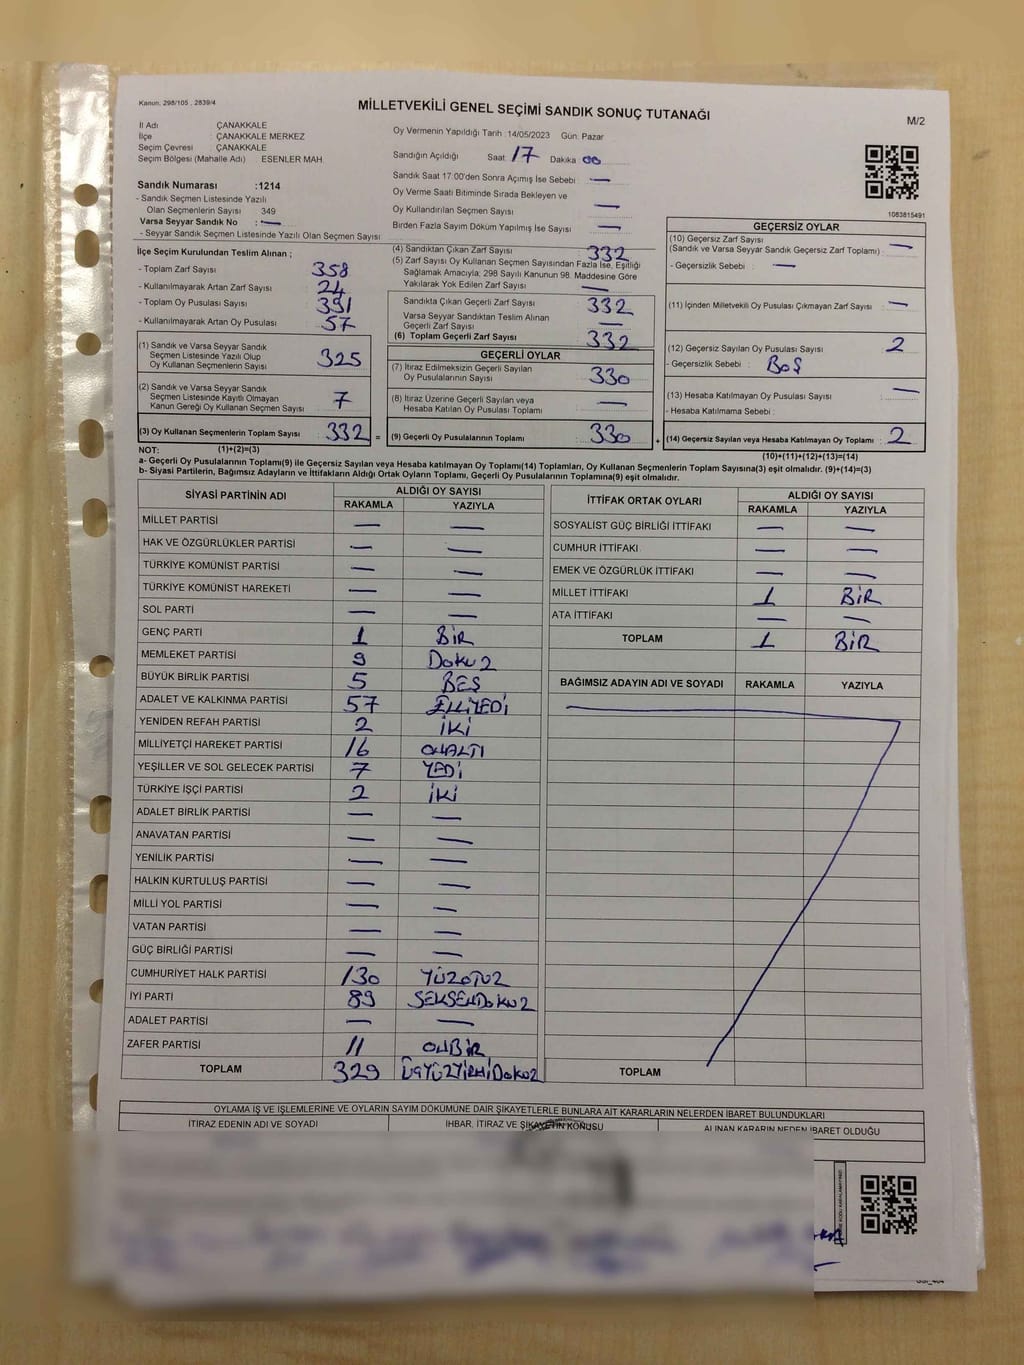 Kanun. 298/105 , 2839/4
MİLLETVEKİLİ GENEL SEÇİMİ SANDIK SONUÇ TUTANAĞI
M/2
İl Adı : ÇANAKKALE
İlçe : ÇANAKKALE MERKEZ
Seçim Çevresi : ÇANAKKALE
Seçim Bölgesi (Mahalle Adı) ESENLER MAH.
Sandık Numarası :1214
- Sandık Seçmen Listesinde Yazılı
Olan Seçmenlerin Sayısı 349
Varsa Seyyar Sandık No : —
- Seyyar Sandık Seçmen Listesinde Yazılı Olan Seçmen Sayısı
Oy Vermenin Yapıldığı Tarih : 14/05/2023 Gün: Pazar
Sandığın Açıldığı Saat 17 Dakika 00
Sandık Saat 17:00'den Sonra Açımış İse Sebebi : —
Oy Verme Saati Bitiminde Sırada Bekleyen ve
Oy Kullandırılan Seçmen Sayısı —
Birden Fazla Sayım Döküm Yapılmış İse Sayısı —
1083815491
İlçe Seçim Kurulundan Teslim Alınan ;
- Toplam Zarf Sayısı 358
- Kullanılmayarak Artan Zarf Sayısı 24
- Toplam Oy Pusulası Sayısı 391
- Kullanılmayarak Artan Oy Pusulası 57
(1) Sandık ve Varsa Seyyar Sandık
Seçmen Listesinde Yazılı Olup
Oy Kullanan Seçmenlerin Sayısı 325
(2) Sandık ve Varsa Seyyar Sandık
Seçmen Listesinde Kayıtlı Olmayan
Kanun Gereği Oy Kullanan Seçmen Sayısı 7
(3) Oy Kullanan Seçmenlerin Toplam Sayısı : 332 =
(4) Sandıktan Çıkan Zarf Sayısı 332
(5) Zarf Sayısı Oy Kullanan Seçmen Sayısından Fazla İse, Eşitliği
Sağlamak Amacıyla; 298 Sayılı Kanunun 98. Maddesine Göre
Yakılarak Yok Edilen Zarf Sayısı —
Sandıkta Çıkan Geçerli Zarf Sayısı 332
Varsa Seyyar Sandıktan Teslim Alınan
Geçerli Zarf Sayısı —
(6) Toplam Geçerli Zarf Sayısı 332
GEÇERLİ OYLAR
(7) İtiraz Edilmeksizin Geçerli Sayılan
Oy Pusulalarının Sayısı 330
(8) İtiraz Üzerine Geçerli Sayılan veya
Hesaba Katılan Oy Pusulası Toplamı —
(9) Geçerli Oy Pusulalarının Toplamı : 330 +
GEÇERSİZ OYLAR
(10) Geçersiz Zarf Sayısı
(Sandık ve Varsa Seyyar Sandık Geçersiz Zarf Toplamı) : —
- Geçersizlik Sebebi : —
(11) İçinden Milletvekili Oy Pusulası Çıkmayan Zarf Sayısı : —
(12) Geçersiz Sayılan Oy Pusulası Sayısı 2
- Geçersizlik Sebebi : BOŞ
(13) Hesaba Katılmayan Oy Pusulası Sayısı —
- Hesaba Katılmama Sebebi :
(14) Geçersiz Sayılan veya Hesaba Katılmayan Oy Toplamı : 2
NOT: (1)+(2)=(3)
(10)+(11)+(12)+(13)=(14)
a- Geçerli Oy Pusulalarının Toplamı(9) ile Geçersiz Sayılan veya Hesaba katılmayan Oy Toplamı(14) Toplamları, Oy Kullanan Seçmenlerin Toplam Sayısına(3) eşit olmalıdır. (9)+(14)=(3)
b- Siyasi Partilerin, Bağımsız Adayların ve İttifakların Aldığı Oyların Toplamı, Geçerli Oy Pusulalarının Toplamına(9) eşit olmalıdır.
SİYASİ PARTİNİN ADI ALDIĞI OY SAYISI
RAKAMLA YAZIYLA
MİLLET PARTİSİ — —
HAK VE ÖZGÜRLÜKLER PARTİSİ — —
TÜRKİYE KOMÜNİST PARTİSİ — —
TÜRKİYE KOMÜNİST HAREKETİ — —
SOL PARTİ — —
GENÇ PARTİ 1 BİR
MEMLEKET PARTİSİ 9 DOKUZ
BÜYÜK BİRLİK PARTİSİ 5 BEŞ
ADALET VE KALKINMA PARTİSİ 57 ELLİYEDİ
YENİDEN REFAH PARTİSİ 2 İKİ
MİLLİYETÇİ HAREKET PARTİSİ 16 ONALTI
YEŞİLLER VE SOL GELECEK PARTİSİ 7 YEDİ
TÜRKİYE İŞÇİ PARTİSİ 2 İKİ
ADALET BİRLİK PARTİSİ — —
ANAVATAN PARTİSİ — —
YENİLİK PARTİSİ — —
HALKIN KURTULUŞ PARTİSİ — —
MİLLİ YOL PARTİSİ — —
VATAN PARTİSİ — —
GÜÇ BİRLİĞİ PARTİSİ — —
CUMHURİYET HALK PARTİSİ 130 YÜZOTUZ
İYİ PARTİ 89 SEKSENDOKUZ
ADALET PARTİSİ — —
ZAFER PARTİSİ 11 ONBİR
TOPLAM 329 ÜÇYÜZYİRMİDOKUZ
İTTİFAK ORTAK OYLARI ALDIĞI OY SAYISI
RAKAMLA YAZIYLA
SOSYALİST GÜÇ BİRLİĞİ İTTİFAKI — —
CUMHUR İTTİFAKI — —
EMEK VE ÖZGÜRLÜK İTTİFAKI — —
MİLLET İTTİFAKI 1 BİR
ATA İTTİFAKI — —
TOPLAM 1 BİR
BAĞIMSIZ ADAYIN ADI VE SOYADI RAKAMLA YAZIYLA
TOPLAM
OYLAMA İŞ VE İŞLEMLERİNE VE OYLARIN SAYIM DÖKÜMÜNE DAİR ŞİKAYETLERLE BUNLARA AİT KARARLARIN NELERDEN İBARET BULUNDUKLARI
İTİRAZ EDENİN ADI VE SOYADI İHBAR, İTİRAZ VE ŞİKAYETİN KONUSU ALINAN KARARIN NEDEN İBARET OLDUĞU